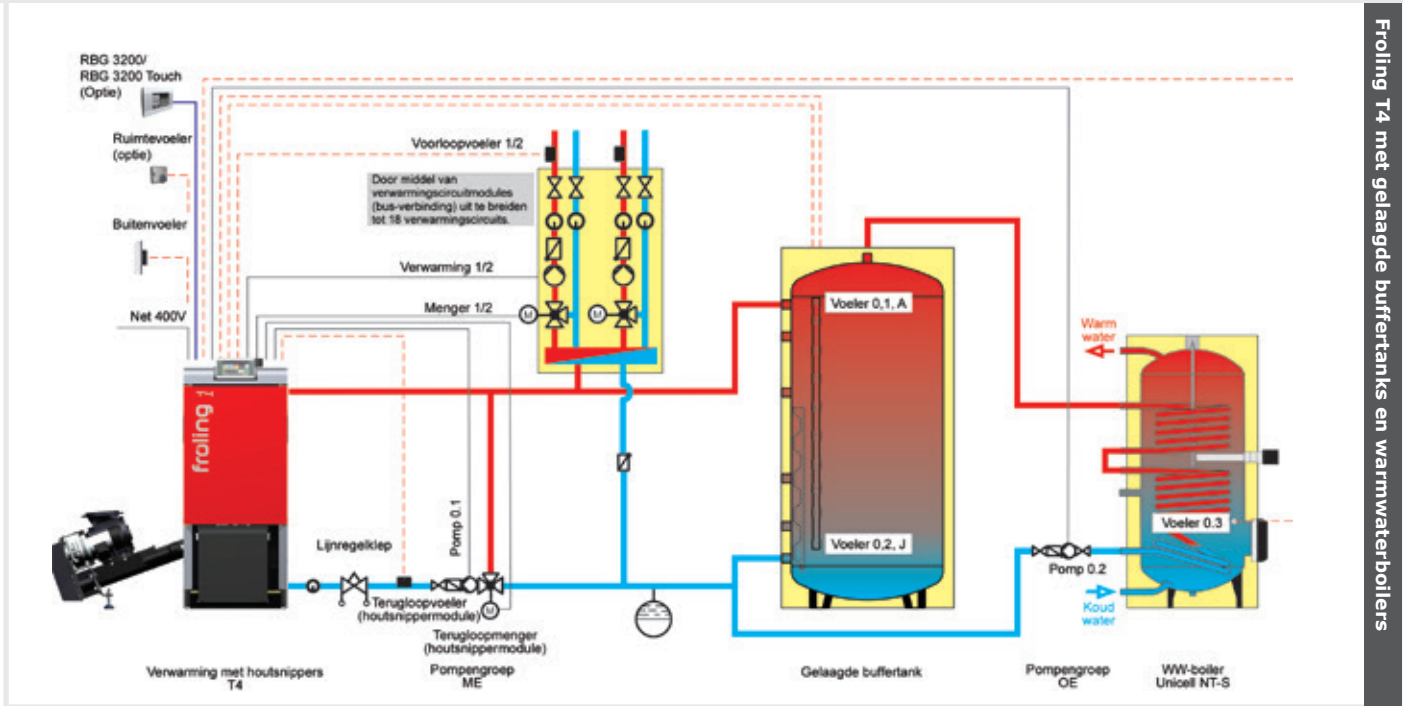 RBG 3200/
RBG 3200 Touch
(Optie)
Ruimtevoeler
(optie)
Buitenvoeler
Net 400V
Voorloopvoeler 1/2
Door middel van
verwarmingscircuitmodules
(bus-verbinding) uit te breiden
tot 18 verwarmingscircuits.
Verwarming 1/2
Menger 1/2
M
M
froling T4
Lijnregelklep
Pomp 0.1
Terugloopvoeler
(houtsnippermodule)
M
Terugloopmenger
(houtsnippermodule)
Voeler 0,1, A
Voeler 0,2, J
Warm
water
Voeler 0.3
Pomp 0.2
Koud
water
Verwarming met houtsnippers
T4
Pompengroep
ME
Gelaagde buffertank
Pompengroep
OE
WW-boiler
Unicell NT-S
Froling T4 met gelaagde buffertanks en warmwaterboilers